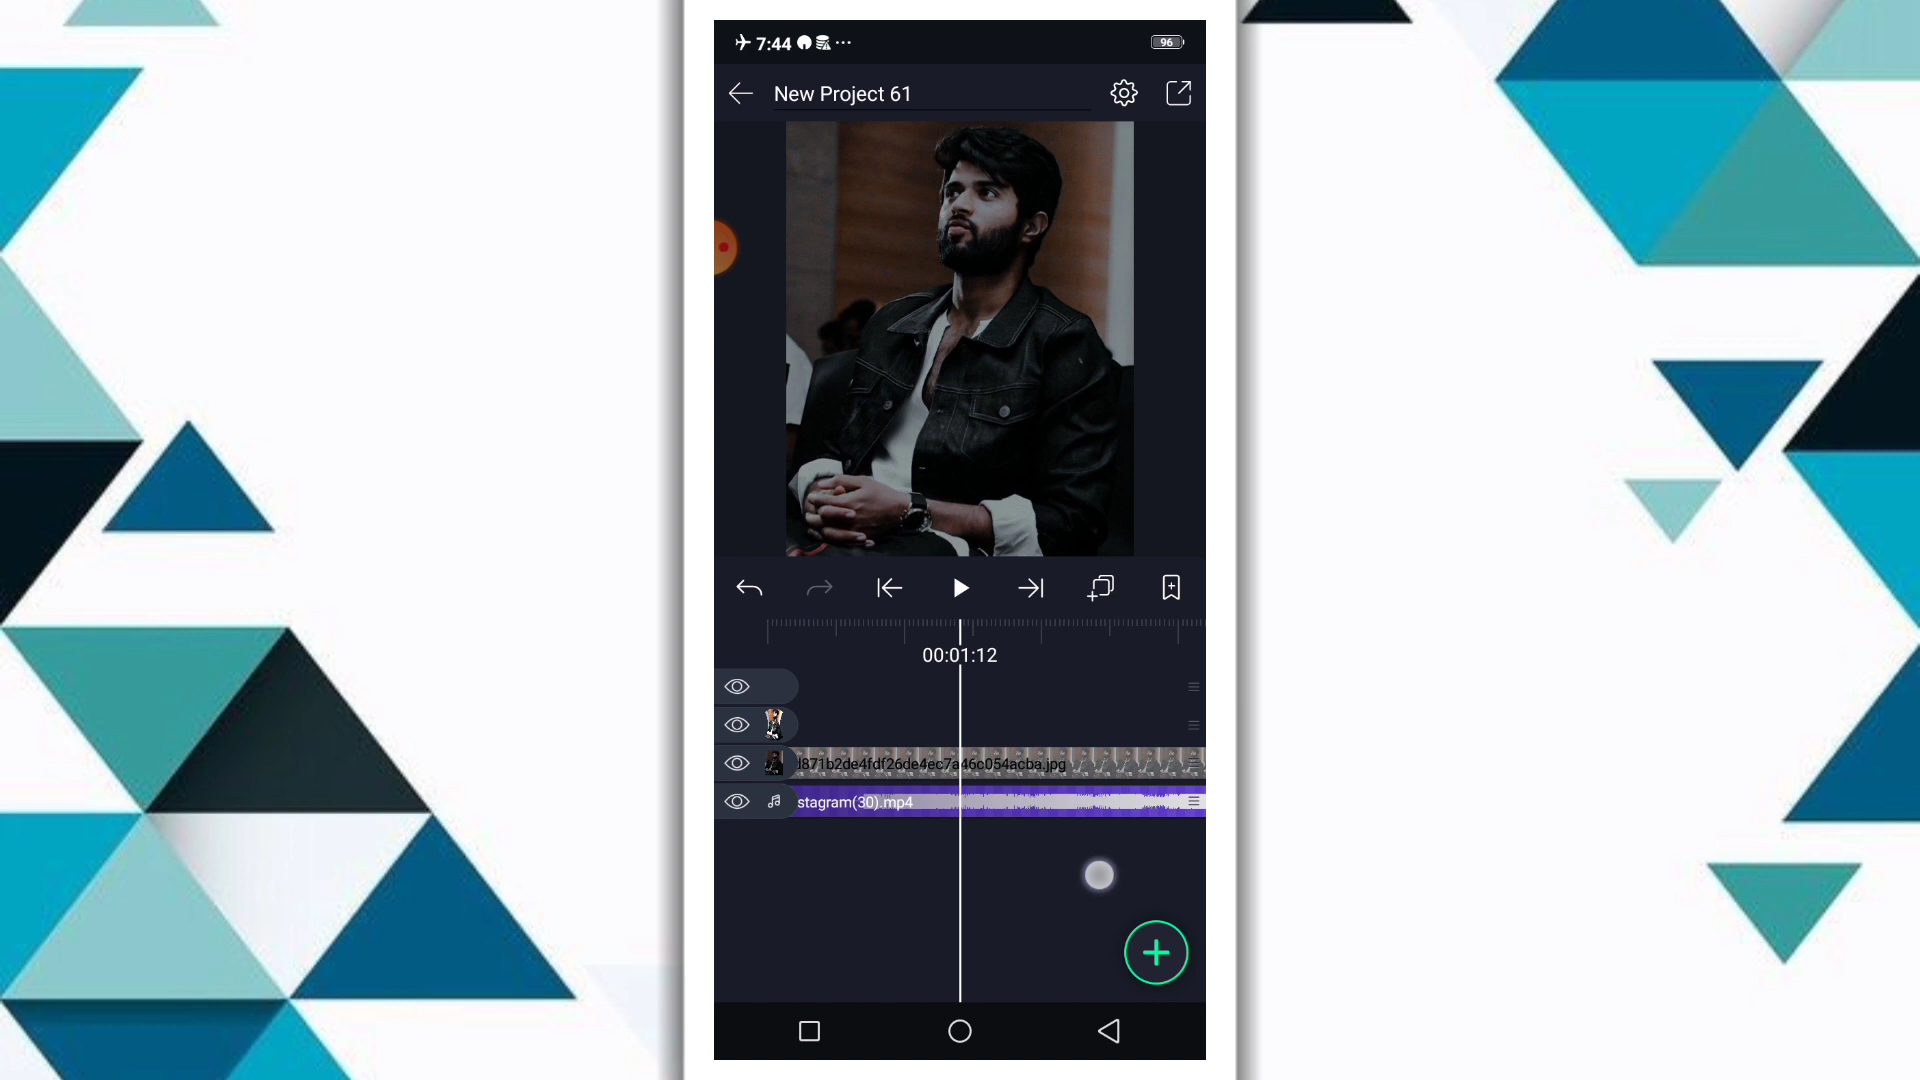 7:44
96
New Project 61
00:01:12
l871b2de4fdf26de4ec7a46c054acba.jpg
stagram(30).mp4